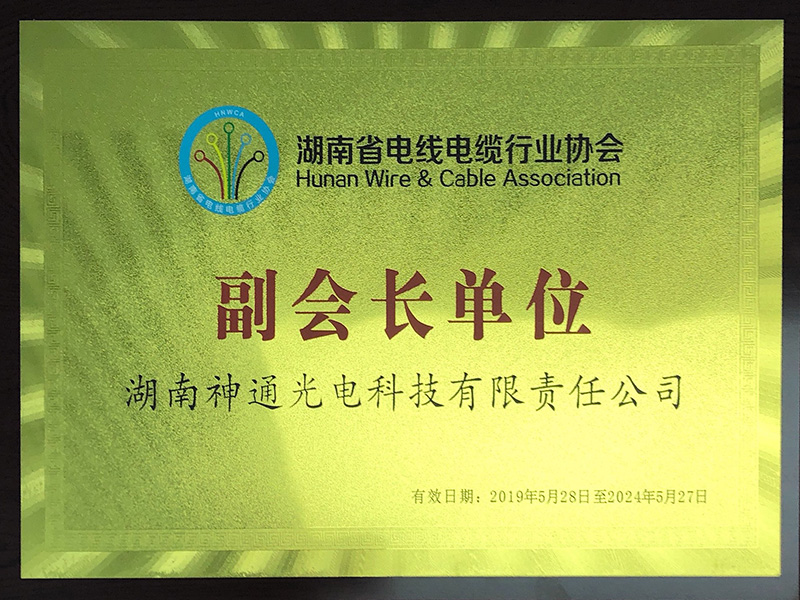 HNWCA
湖南省电线电缆行业协会
湖南省电线电缆行业协会
Hunan Wire & Cable Association
副会长单位
湖南神通光电科技有限责任公司
有效日期：2019年5月28日至2024年5月27日